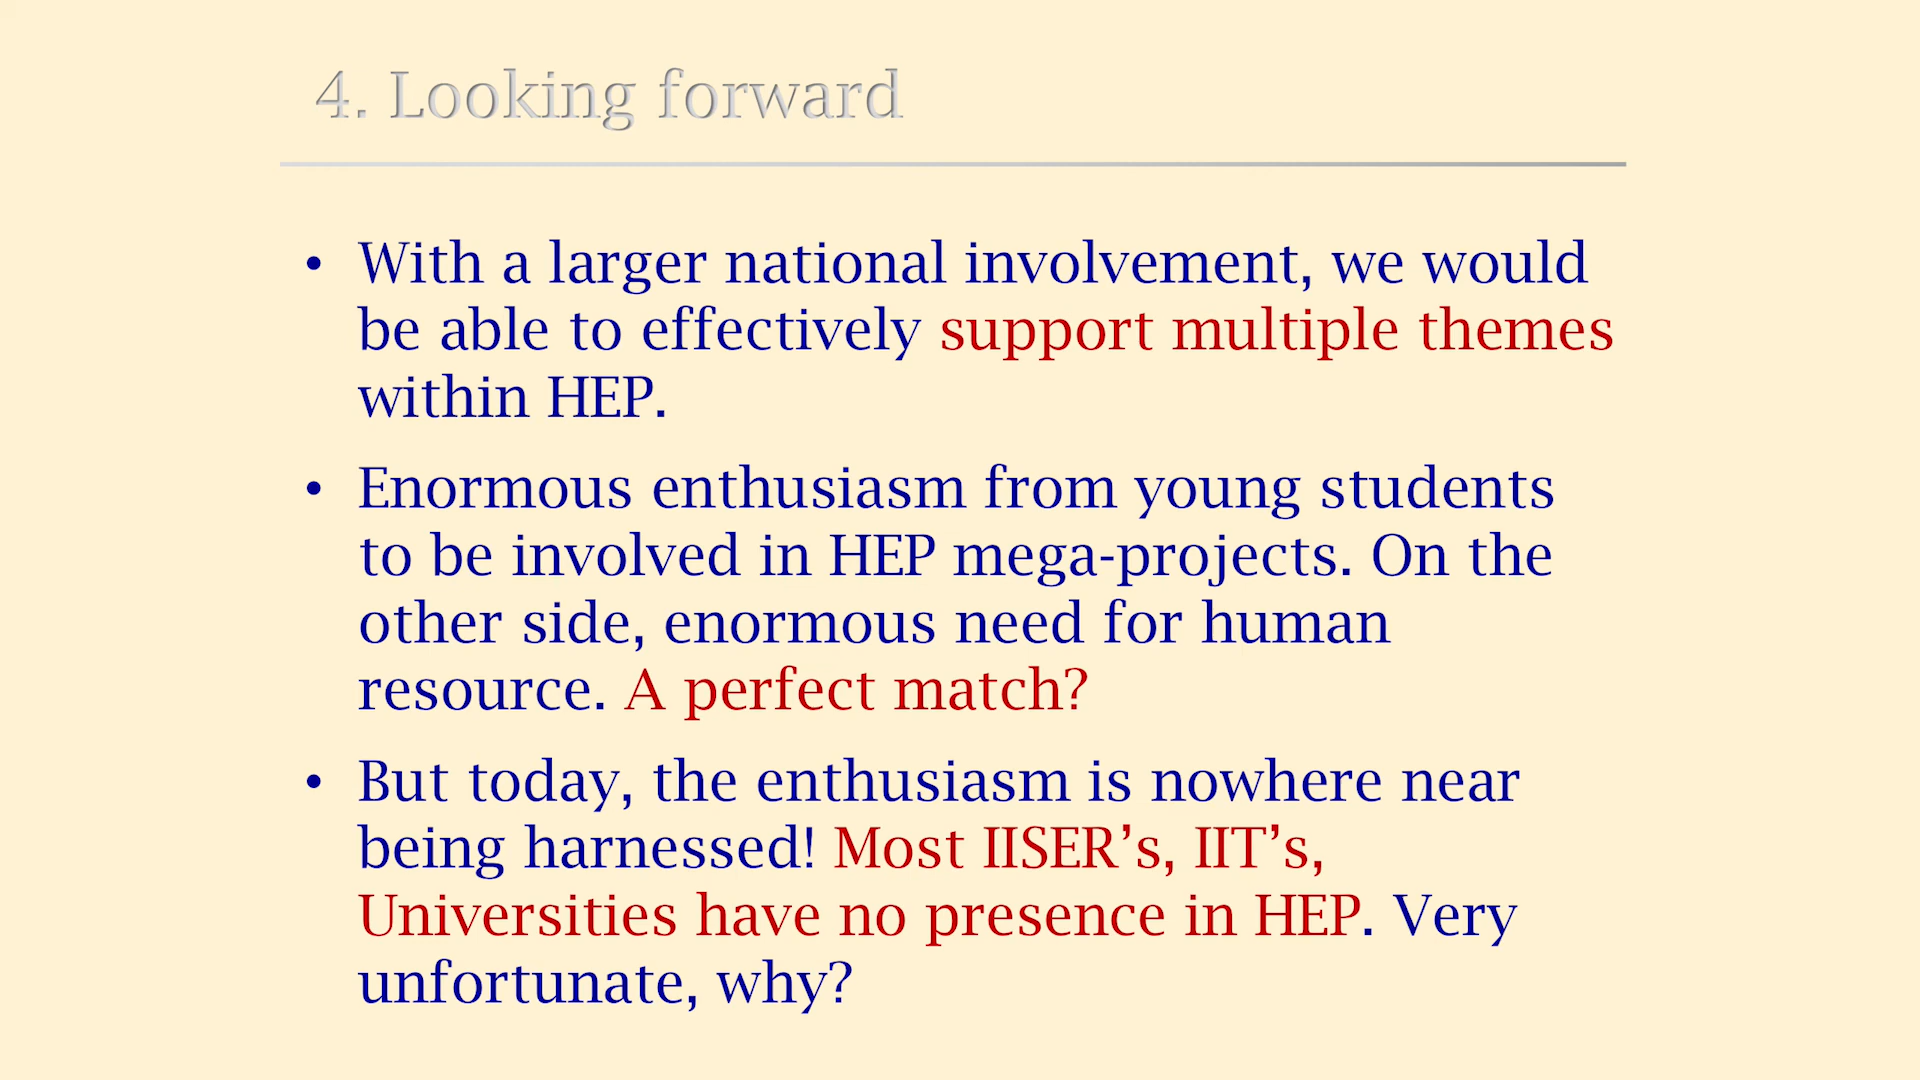 4. Looking forward
• With a larger national involvement, we would
be able to effectively support multiple themes
within HEP.
• Enormous enthusiasm from young students
to be involved in HEP mega-projects. On the
other side, enormous need for human
resource. A perfect match?
• But today, the enthusiasm is nowhere near
being harnessed! Most IISER’s, IIT’s,
Universities have no presence in HEP. Very
unfortunate, why?